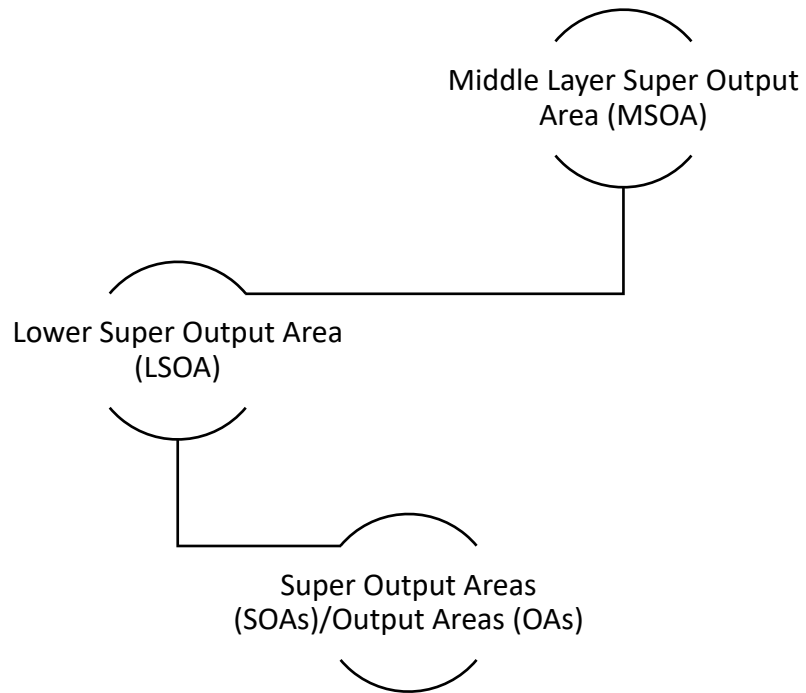 Middle Layer Super Output
Area (MSOA)
Lower Super Output Area
(LSOA)
Super Output Areas
(SOAs)/Output Areas (OAs)